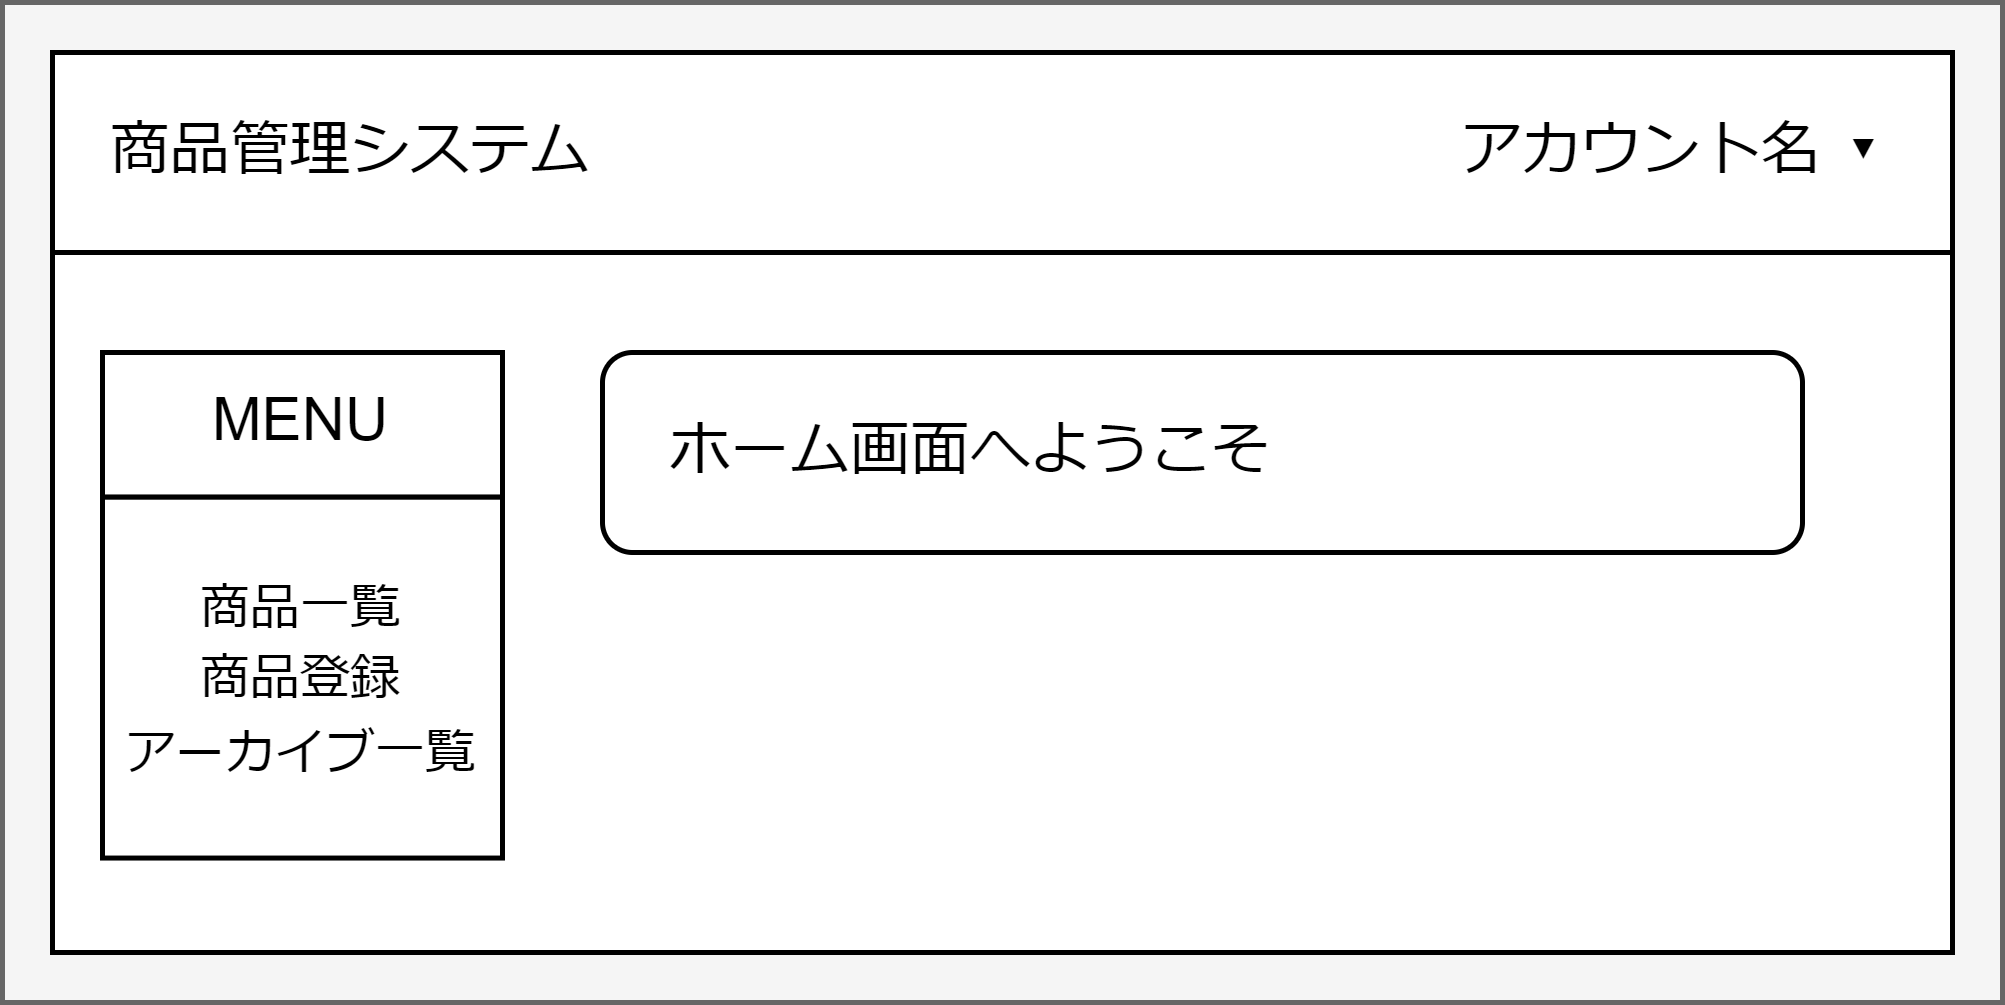 商品管理システム
アカウント名 ▼
MENU
商品一覧
商品登録
アーカイブ一覧
ホーム画面へようこそ